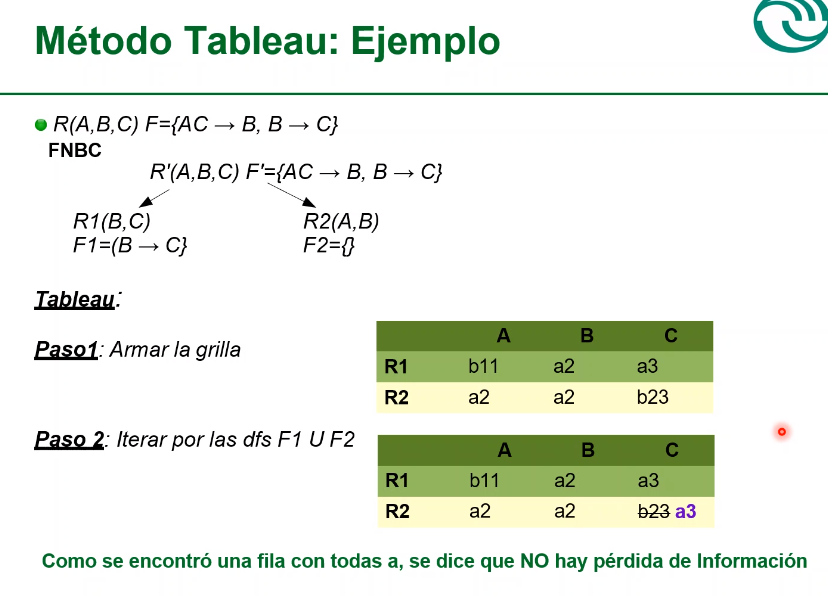 Método Tableau: Ejemplo
R(A,B,C) F={AC → B, B → C}
FNBC
R'(A,B,C) F'={AC → B, B → C}
R1(B,C) R2(A,B)
F1=(B → C} F2={}
Tableau:
Paso1: Armar la grilla
A B C
R1 b11 a2 a3
R2 a2 a2 b23
Paso 2: Iterar por las dfs F1 U F2
A B C
R1 b11 a2 a3
R2 a2 a2 b23 a3
Como se encontró una fila con todas a, se dice que NO hay pérdida de Información